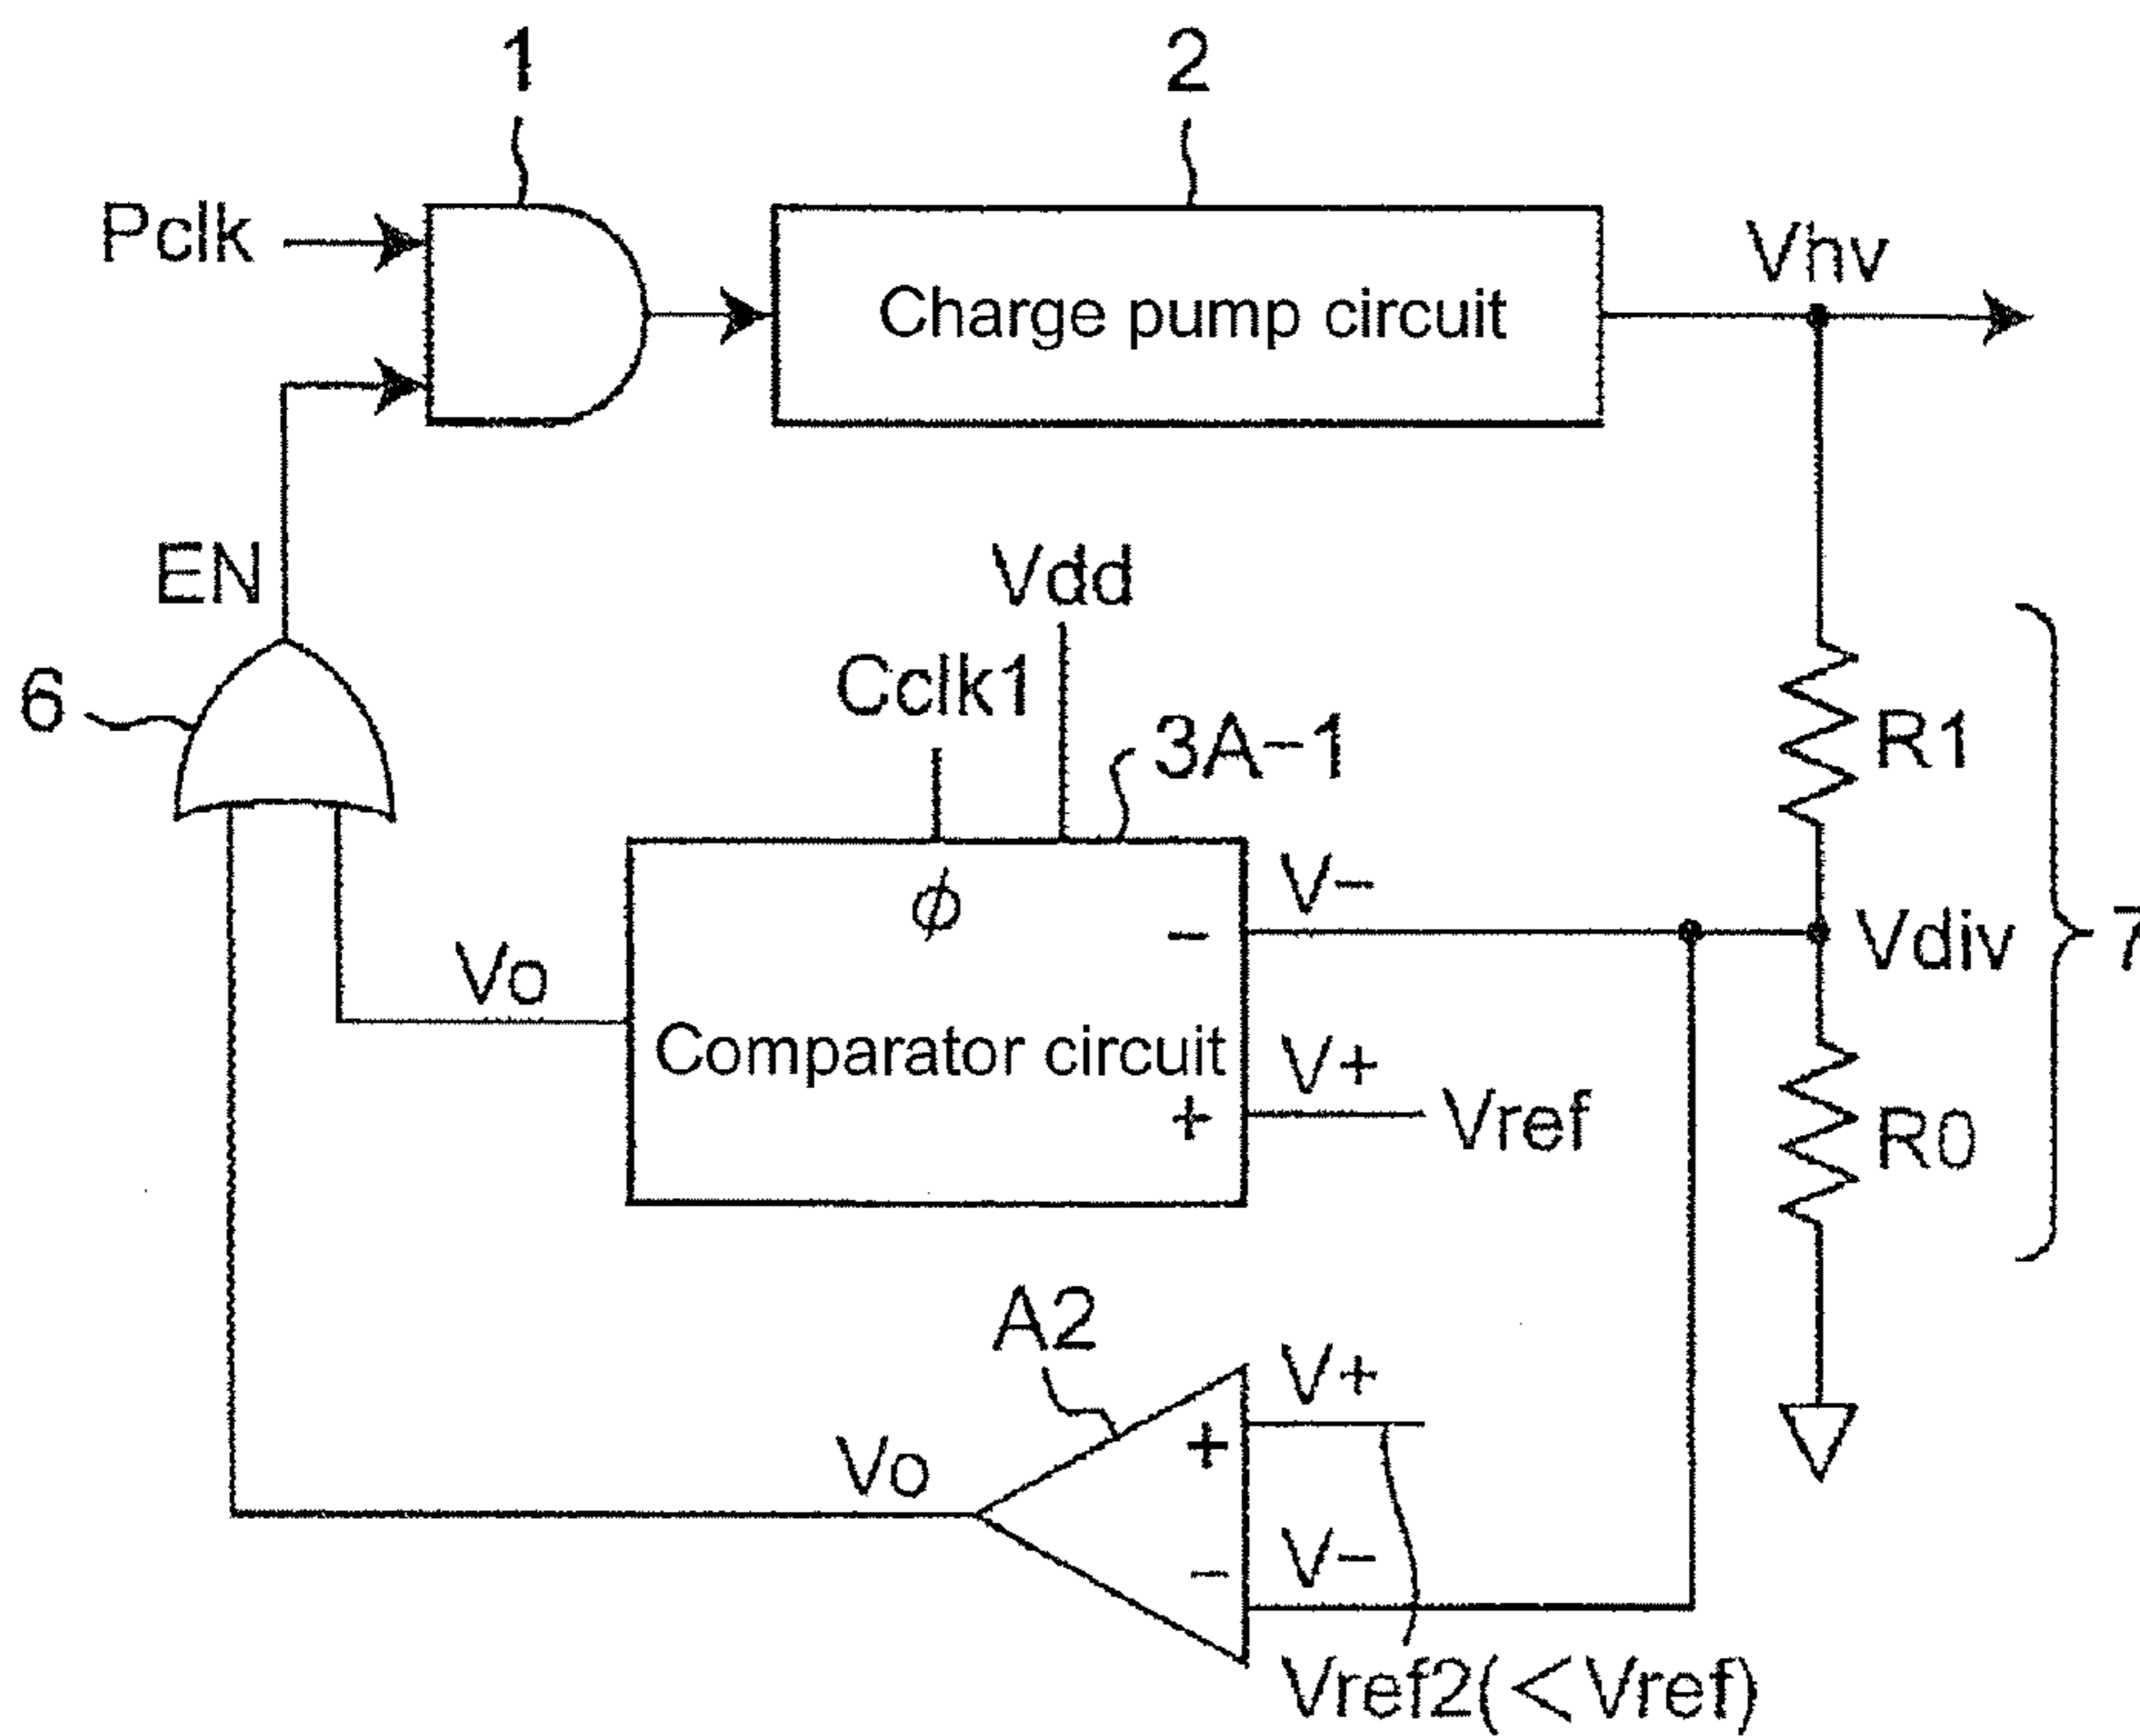 1
2
Pclk
Charge pump circuit
Vhv
EN
Vdd
Cclk1
3A-1
6
R1
ϕ
V-
-
Vdiv
7
Vo
Comparator circuit
V+
+
Vref
R0
A2
V+
+
Vo
V-
-
Vref2(<Vref)